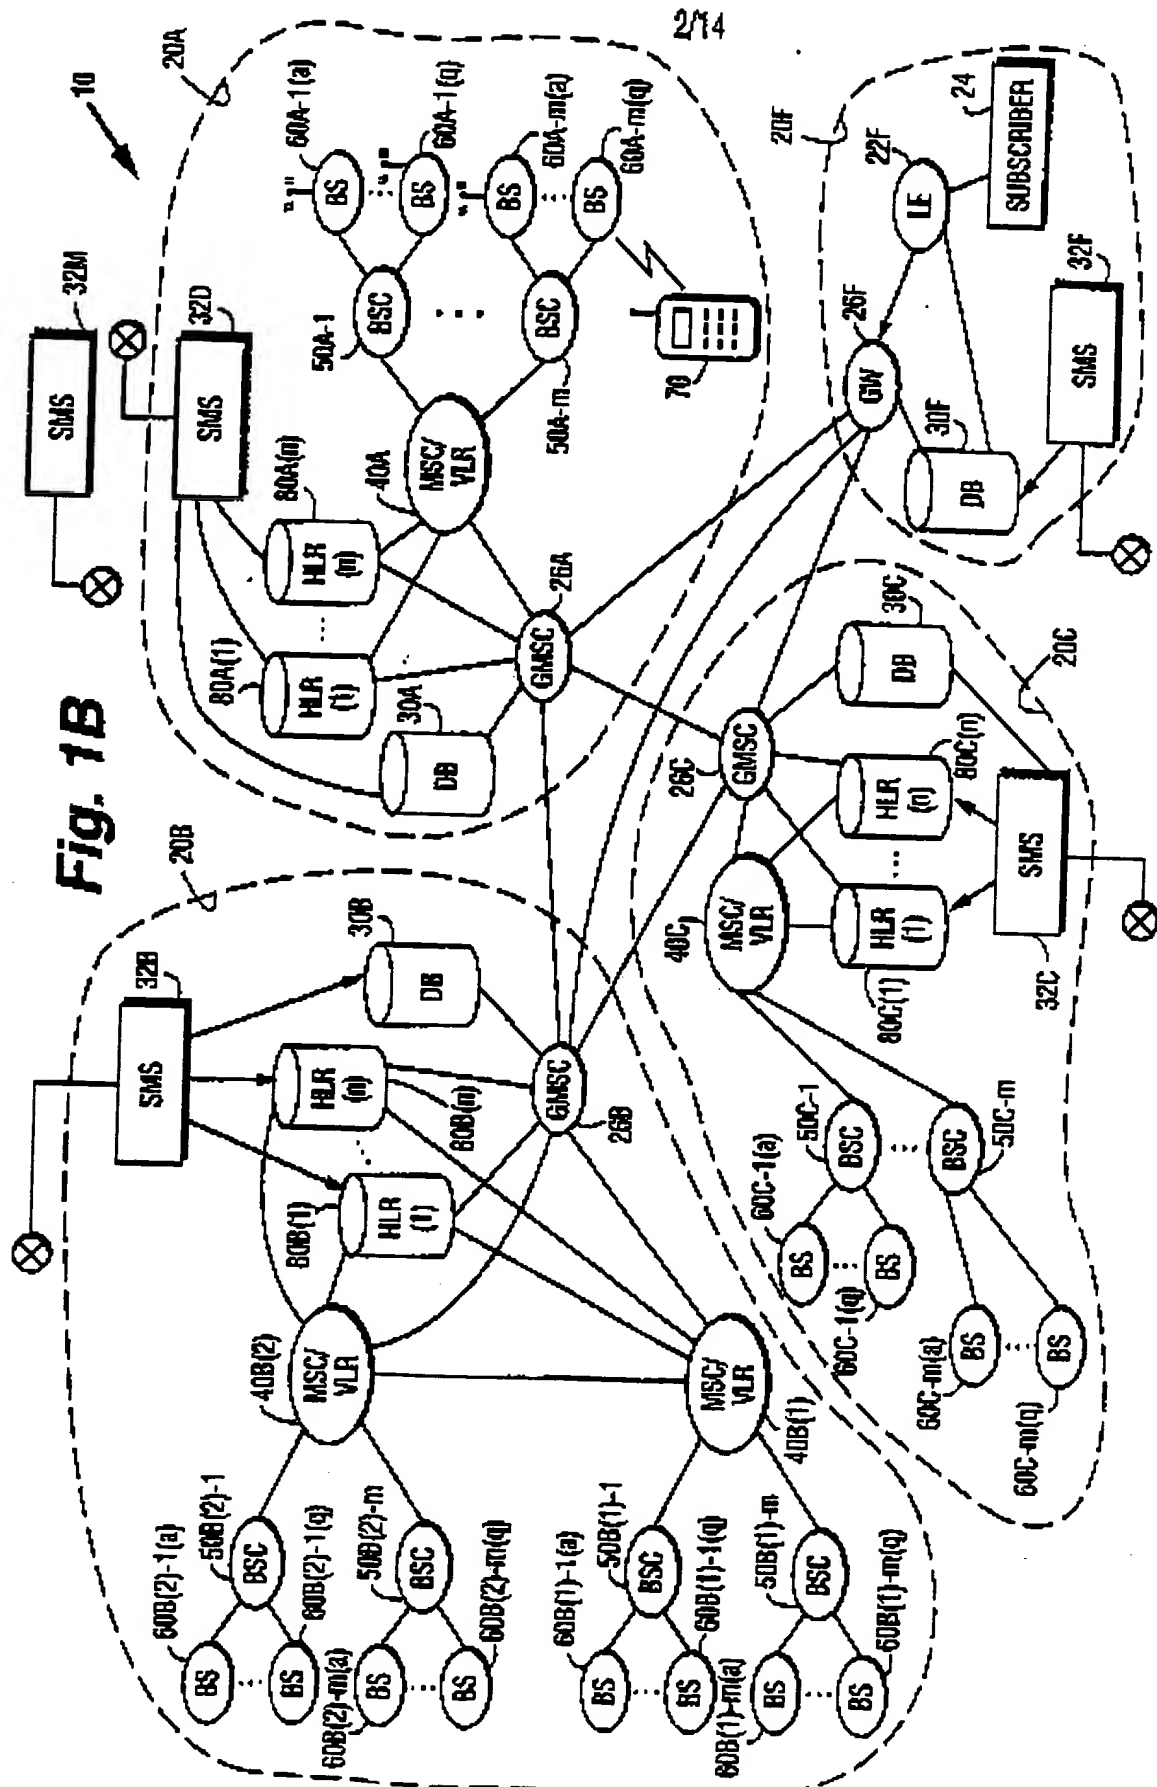 2/14
Fig. 1B
10
20A
32M
SMS
32D
SMS
80A(n)
HLR
(n)
80A(1)
HLR
(1)
30A
DB
40A
MSC/
VLR
26A
GMSC
50A-1
BSC
50A-m
BSC
60A-1(a)
BS
60A-1(q)
BS
60A-m(a)
BS
60A-m(q)
BS
70
20B
32B
SMS
30B
DB
80B(n)
HLR
(n)
80B(1)
HLR
(1)
26B
GMSC
40B(2)
MSC/
VLR
40B(1)
MSC/
VLR
50B(2)-1
BSC
60B(2)-1(a)
BS
60B(2)-1(q)
BS
50B(2)-m
BSC
60B(2)-m(a)
BS
60B(2)-m(q)
BS
50B(1)-1
BSC
60B(1)-1(a)
BS
60B(1)-1(q)
BS
50B(1)-m
BSC
60B(1)-m(a)
BS
60B(1)-m(q)
BS
20C
26C
GMSC
30C
DB
40C
MSC/
VLR
80C(n)
HLR
(n)
80C(1)
HLR
(1)
32C
SMS
50C-1
BSC
60C-1(a)
BS
60C-1(q)
BS
50C-m
BSC
60C-m(a)
BS
60C-m(q)
BS
20F
22F
LE
24
SUBSCRIBER
26F
GW
30F
DB
32F
SMS